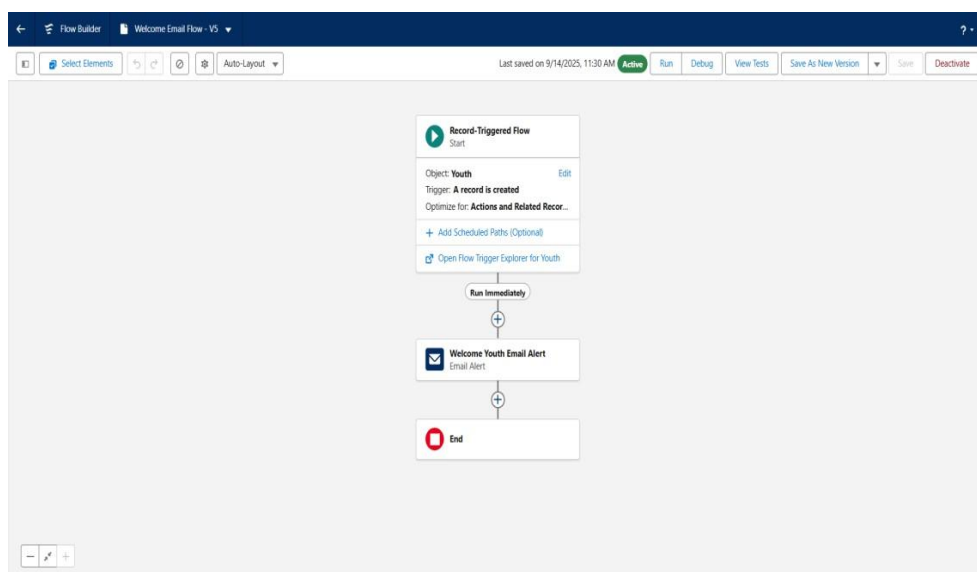 Flow Builder Welcome Email Flow - V5 ?
Select Elements Auto-Layout Last saved on 9/14/2025, 11:30 AM Active Run Debug View Tests Save As New Version Save Deactivate
Record-Triggered Flow
Start
Object: Youth Edit
Trigger: A record is created
Optimize for: Actions and Related Recor...
+ Add Scheduled Paths (Optional)
Open Flow Trigger Explorer for Youth
Run Immediately
Welcome Youth Email Alert
Email Alert
End